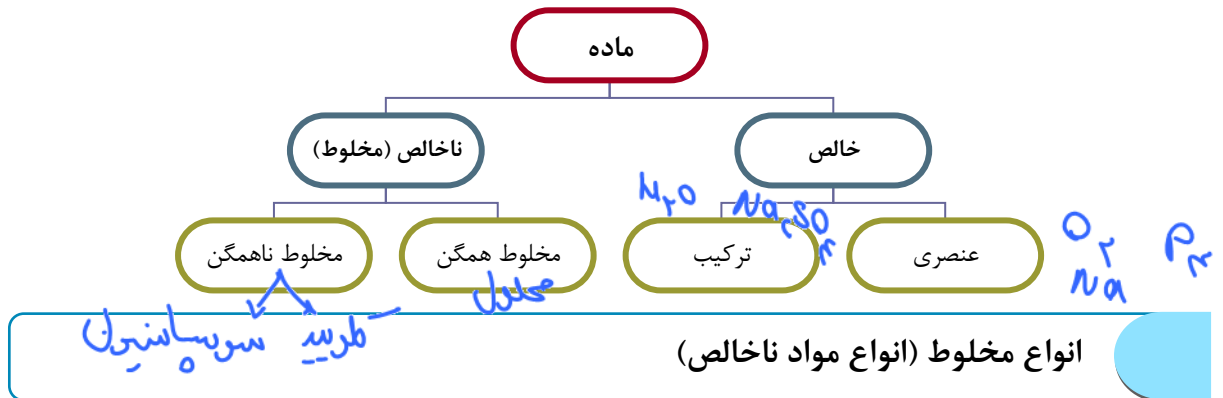 ماده
خالص
ناخالص (مخلوط)
H۲O
Na۲SO۴
O۲
P۴
Na
عنصری
ترکیب
مخلوط همگن
مخلوط ناهمگن
محلول
کلویید
سوسپانسیون
انواع مخلوط (انواع مواد ناخالص)